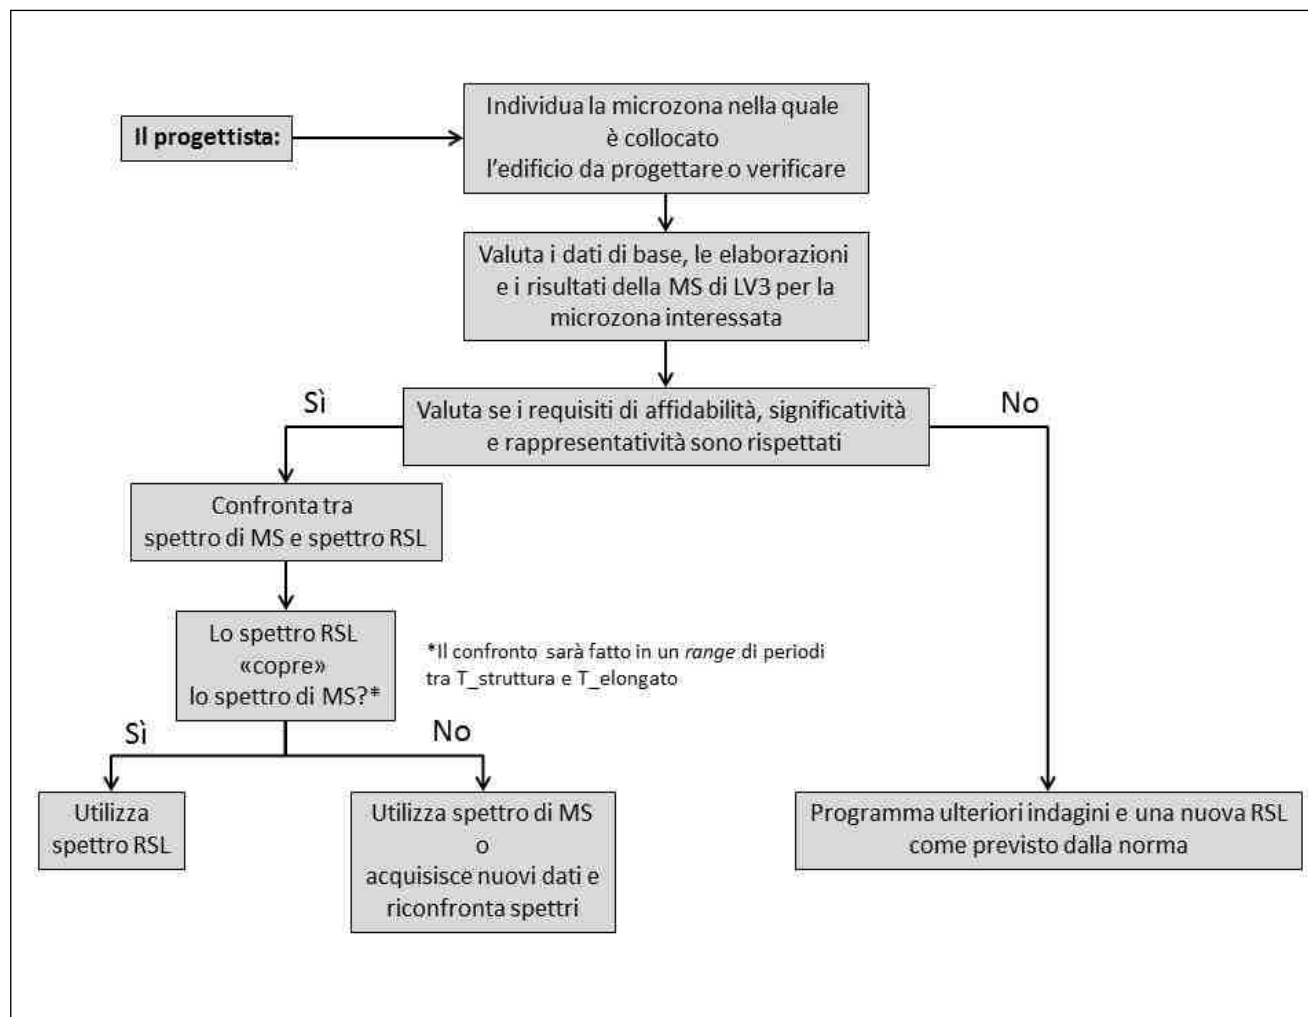 Il progettista:
Individua la microzona nella quale
è collocato
l’edificio da progettare o verificare
Valuta i dati di base, le elaborazioni
e i risultati della MS di LV3 per la
microzona interessata
Sì
Valuta se i requisiti di affidabilità, significatività
e rappresentatività sono rispettati
No
Confronta tra
spettro di MS e spettro RSL
Lo spettro RSL
«copre»
lo spettro di MS?*
*Il confronto sarà fatto in un range di periodi
tra T_struttura e T_elongato
Sì
No
Utilizza
spettro RSL
Utilizza spettro di MS
o
acquisisce nuovi dati e
riconfronta spettri
Programma ulteriori indagini e una nuova RSL
come previsto dalla norma